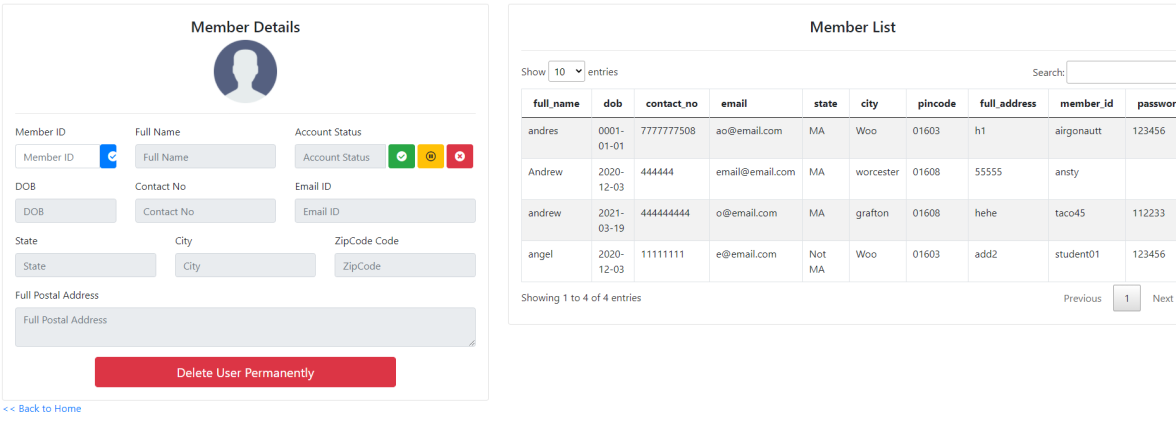 Member Details
Member ID Full Name Account Status
Member ID Full Name Account Status
DOB Contact No Email ID
DOB Contact No Email ID
State City ZipCode Code
State City ZipCode
Full Postal Address
Full Postal Address
Delete User Permanently
<< Back to Home
Member List
Show 10 entries Search:
full_name dob contact_no email state city pincode full_address member_id passwor
andres 0001- 7777777508 ao@email.com MA Woo 01603 h1 airgonautt 123456
01-01
Andrew 2020- 444444 email@email.com MA worcester 01608 55555 ansty
12-03
andrew 2021- 444444444 o@email.com MA grafton 01608 hehe taco45 112233
03-19
angel 2020- 11111111 e@email.com Not Woo 01603 add2 student01 123456
12-03 MA
Showing 1 to 4 of 4 entries Previous 1 Next